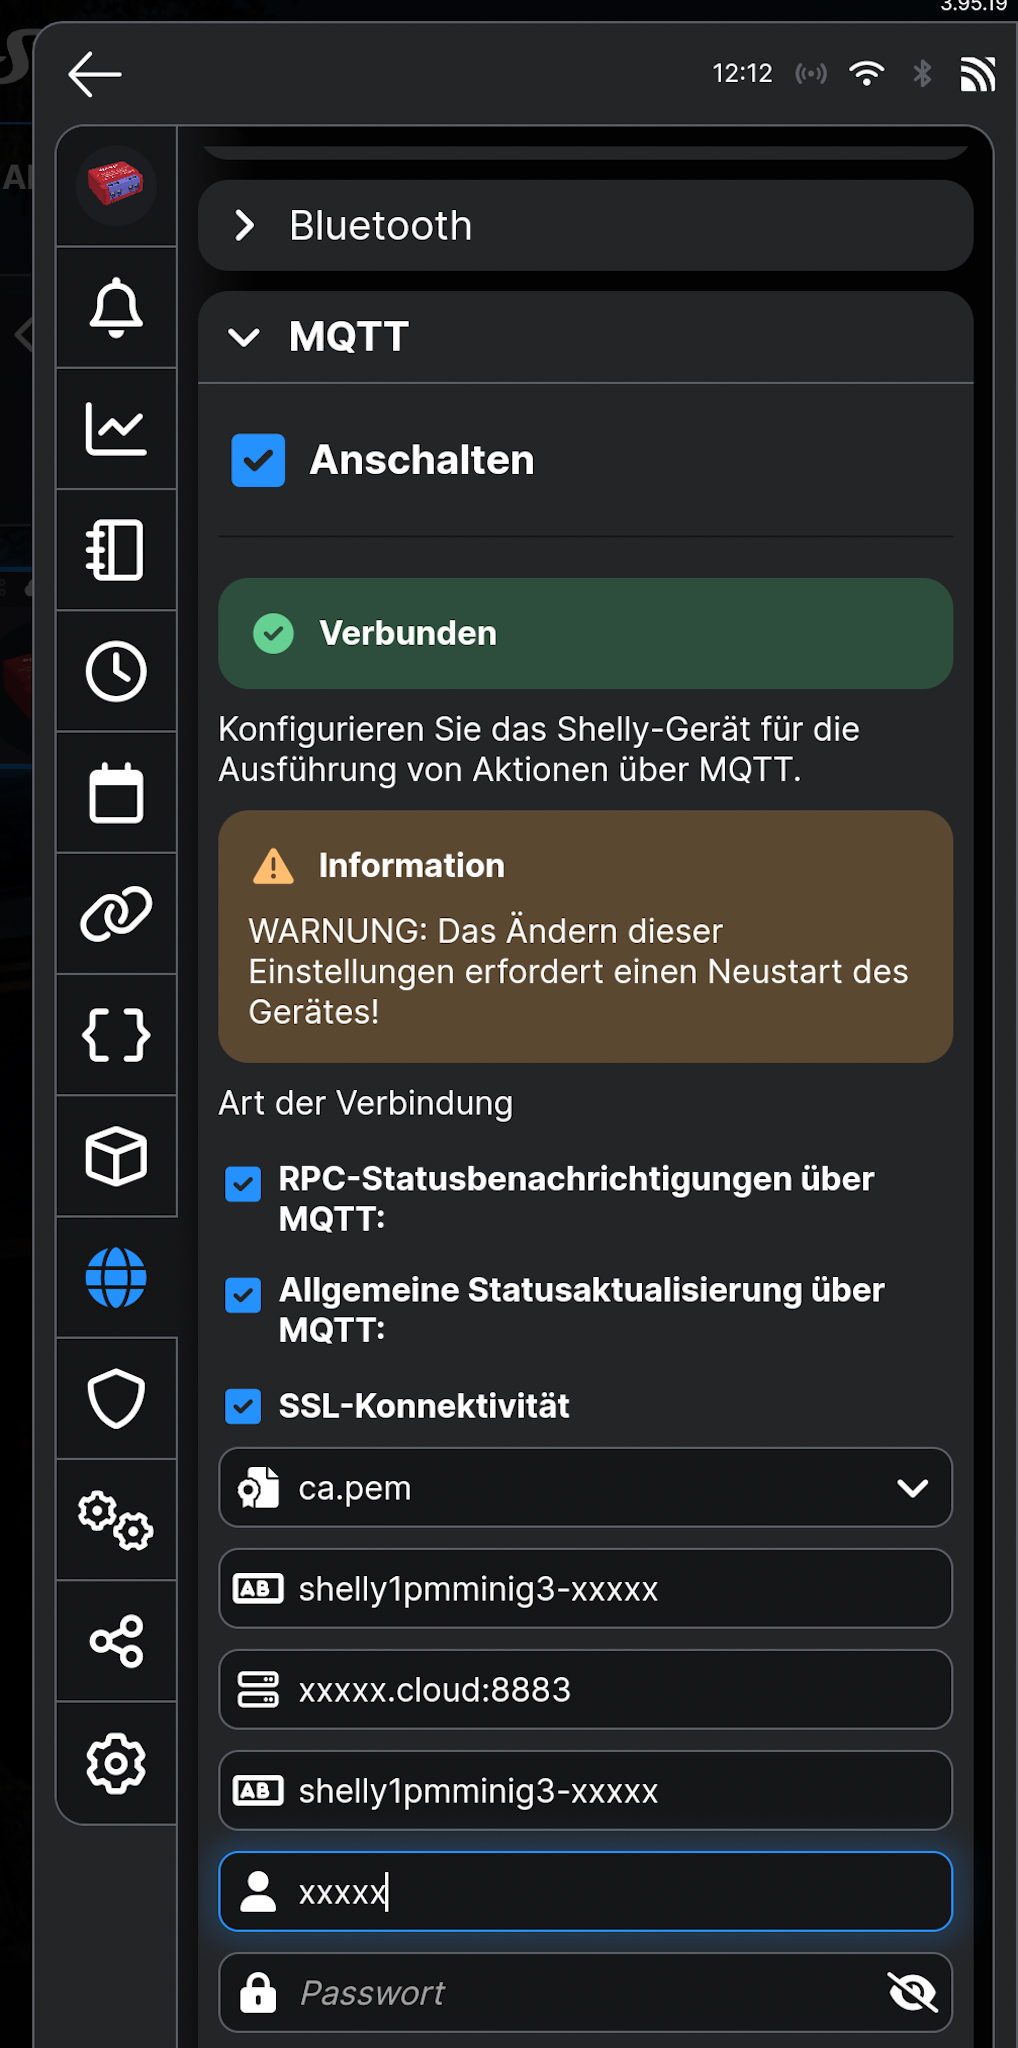 3.95.19
12:12
Bluetooth
MQTT
Anschalten
Verbunden
Konfigurieren Sie das Shelly-Gerät für die
Ausführung von Aktionen über MQTT.
Information
WARNUNG: Das Ändern dieser
Einstellungen erfordert einen Neustart des
Gerätes!
Art der Verbindung
RPC-Statusbenachrichtigungen über
MQTT:
Allgemeine Statusaktualisierung über
MQTT:
SSL-Konnektivität
ca.pem
AB shelly1pmminig3-xxxxx
xxxxx.cloud:8883
AB shelly1pmminig3-xxxxx
xxxxx
Passwort